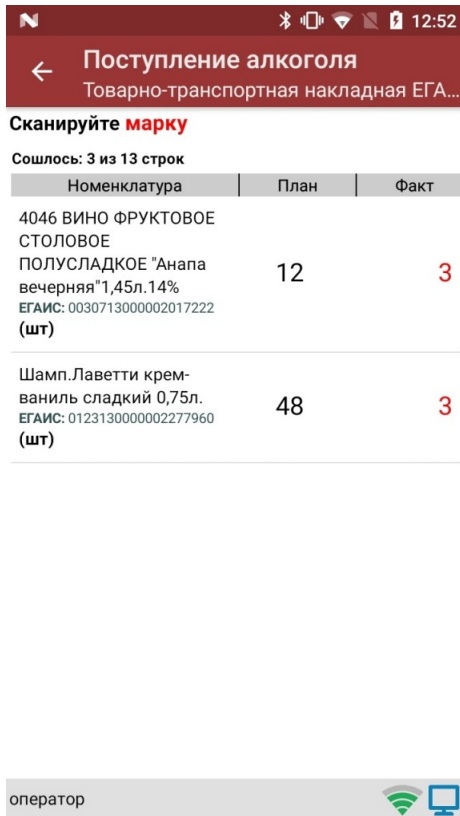 12:52
Поступление алкоголя
Товарно-транспортная накладная ЕГА...
Сканируйте марку
Сошлось: 3 из 13 строк
Номенклатура План Факт
4046 ВИНО ФРУКТОВОЕ
СТОЛОВОЕ
ПОЛУСЛАДКОЕ "Анапа
вечерняя"1,45л.14%
ЕГАИС: 0030713000002017222
(шт)
12 3
Шамп.Лаветти крем-
ваниль сладкий 0,75л.
ЕГАИС: 0123130000002277960
(шт)
48 3
оператор